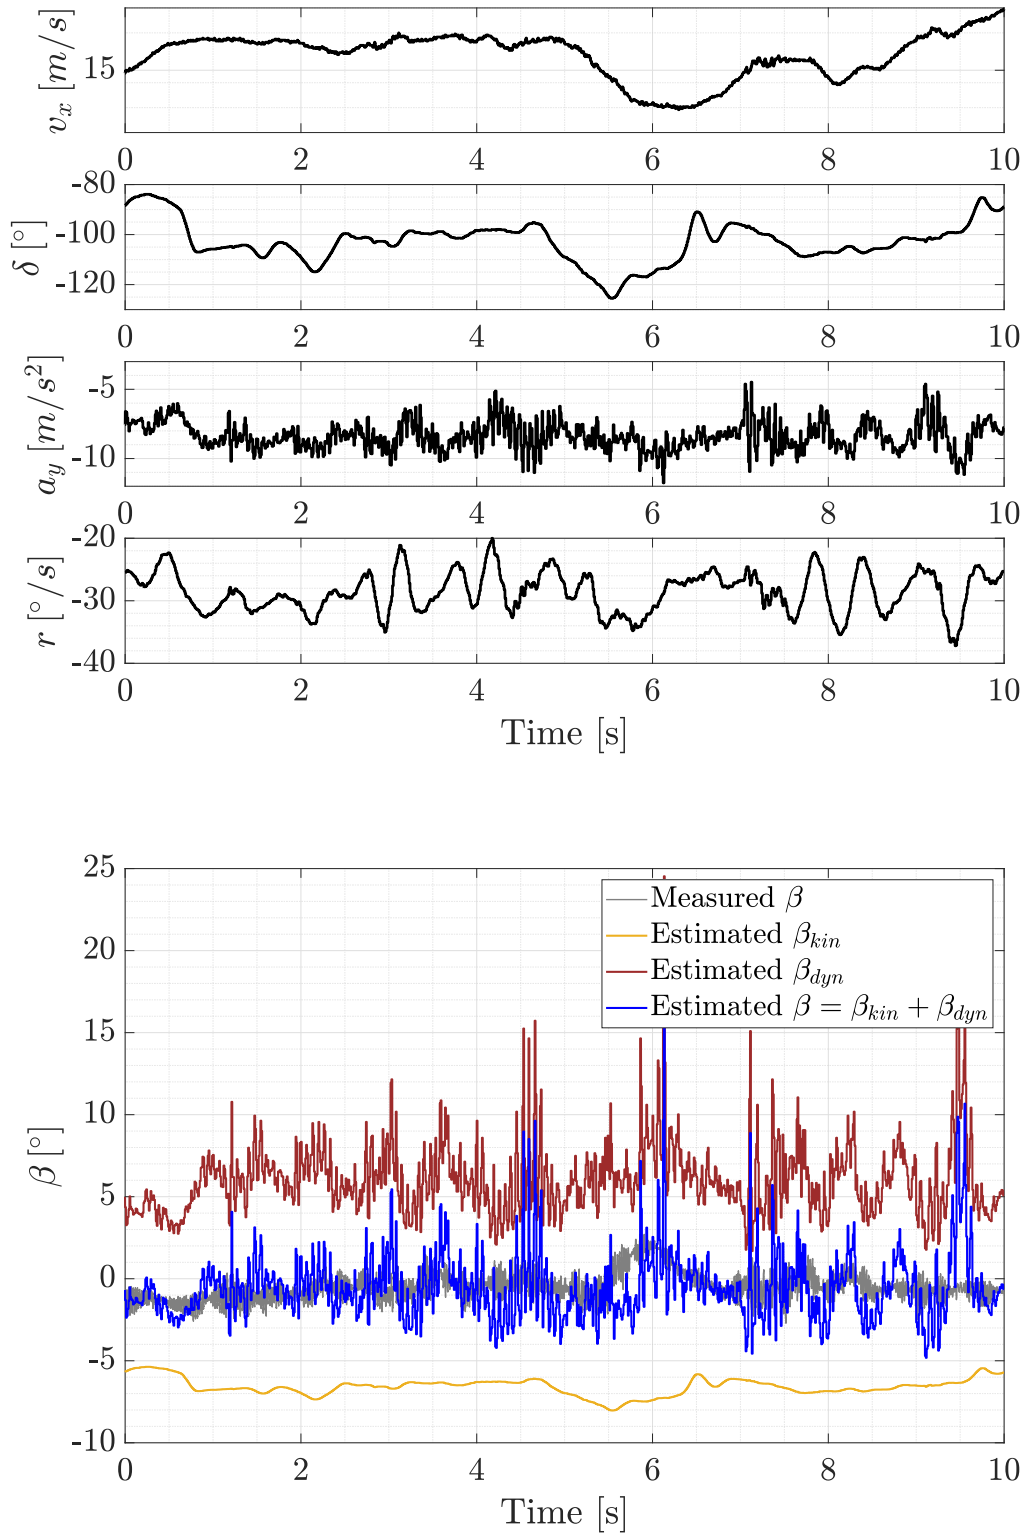 v_x [m/s]
15
0 2 4 6 8 10
δ [°]
-80
-100
-120
0 2 4 6 8 10
a_y [m/s²]
-5
-10
0 2 4 6 8 10
r [°/s]
-20
-30
-40
0 2 4 6 8 10
Time [s]
β [°]
25
20
15
10
5
0
-5
-10
Measured β
Estimated β_kin
Estimated β_dyn
Estimated β = β_kin + β_dyn
0 2 4 6 8 10
Time [s]